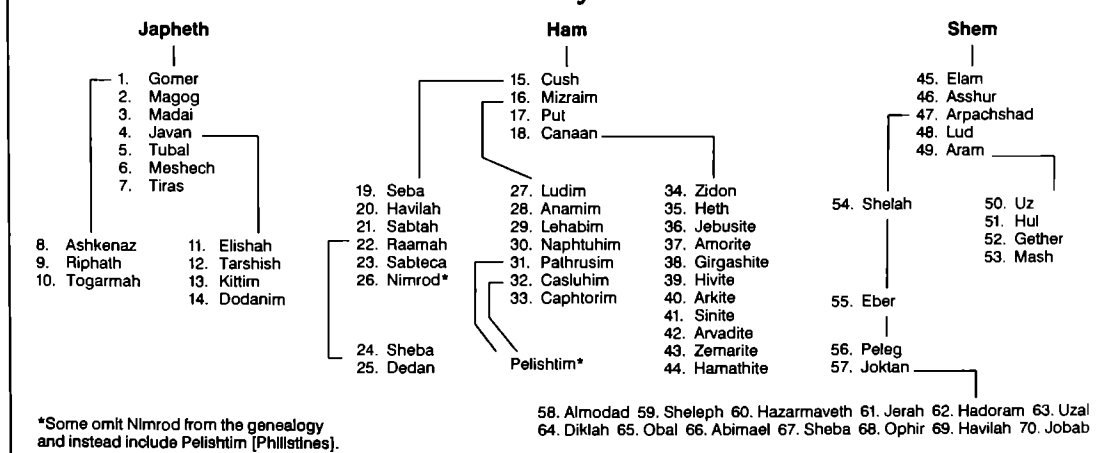 Japheth
Ham
Shem
1. Gomer
2. Magog
3. Madai
4. Javan
5. Tubal
6. Meshech
7. Tiras
8. Ashkenaz
9. Riphath
10. Togarmah
11. Elishah
12. Tarshish
13. Kittim
14. Dodanim
15. Cush
16. Mizraim
17. Put
18. Canaan
19. Seba
20. Havilah
21. Sabtah
22. Raamah
23. Sabteca
26. Nimrod*
24. Sheba
25. Dedan
27. Ludim
28. Anamim
29. Lehabim
30. Naphtuhim
31. Pathrusim
32. Casluhim
33. Caphtorim
Pelishtim*
34. Zidon
35. Heth
36. Jebusite
37. Amorite
38. Girgashite
39. Hivite
40. Arkite
41. Sinite
42. Arvadite
43. Zemarite
44. Hamathite
45. Elam
46. Asshur
47. Arpachshad
48. Lud
49. Aram
54. Shelah
50. Uz
51. Hul
52. Gether
53. Mash
55. Eber
56. Peleg
57. Joktan
58. Almodad 59. Sheleph 60. Hazarmaveth 61. Jerah 62. Hadoram 63. Uzal
64. Diklah 65. Obal 66. Abimael 67. Sheba 68. Ophir 69. Havilah 70. Jobab
*Some omit Nimrod from the genealogy
and instead include Pelishtim [Philistines].